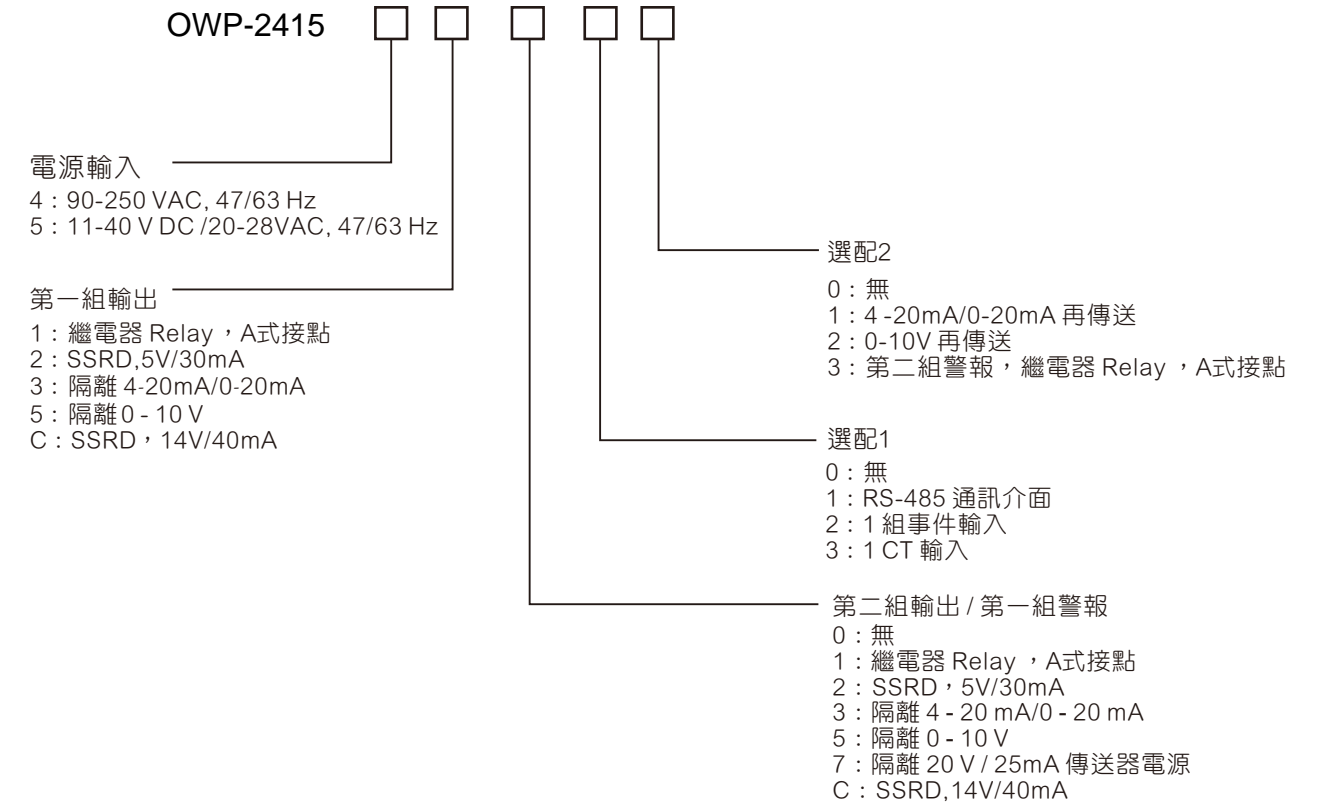 OWP-2415
電源輸入
4：90-250 VAC, 47/63 Hz
5：11-40 V DC /20-28VAC, 47/63 Hz
第一組輸出
1：繼電器 Relay ，A式接點
2：SSRD,5V/30mA
3：隔離 4-20mA/0-20mA
5：隔離 0 - 10 V
C：SSRD，14V/40mA
選配2
0：無
1：4 -20mA/0-20mA 再傳送
2：0-10V 再傳送
3：第二組警報，繼電器 Relay ，A式接點
選配1
0：無
1：RS-485 通訊介面
2：1 組事件輸入
3：1 CT 輸入
第二組輸出 / 第一組警報
0：無
1：繼電器 Relay ，A式接點
2：SSRD，5V/30mA
3：隔離 4 - 20 mA/0 - 20 mA
5：隔離 0 - 10 V
7：隔離 20 V / 25mA 傳送器電源
C：SSRD,14V/40mA